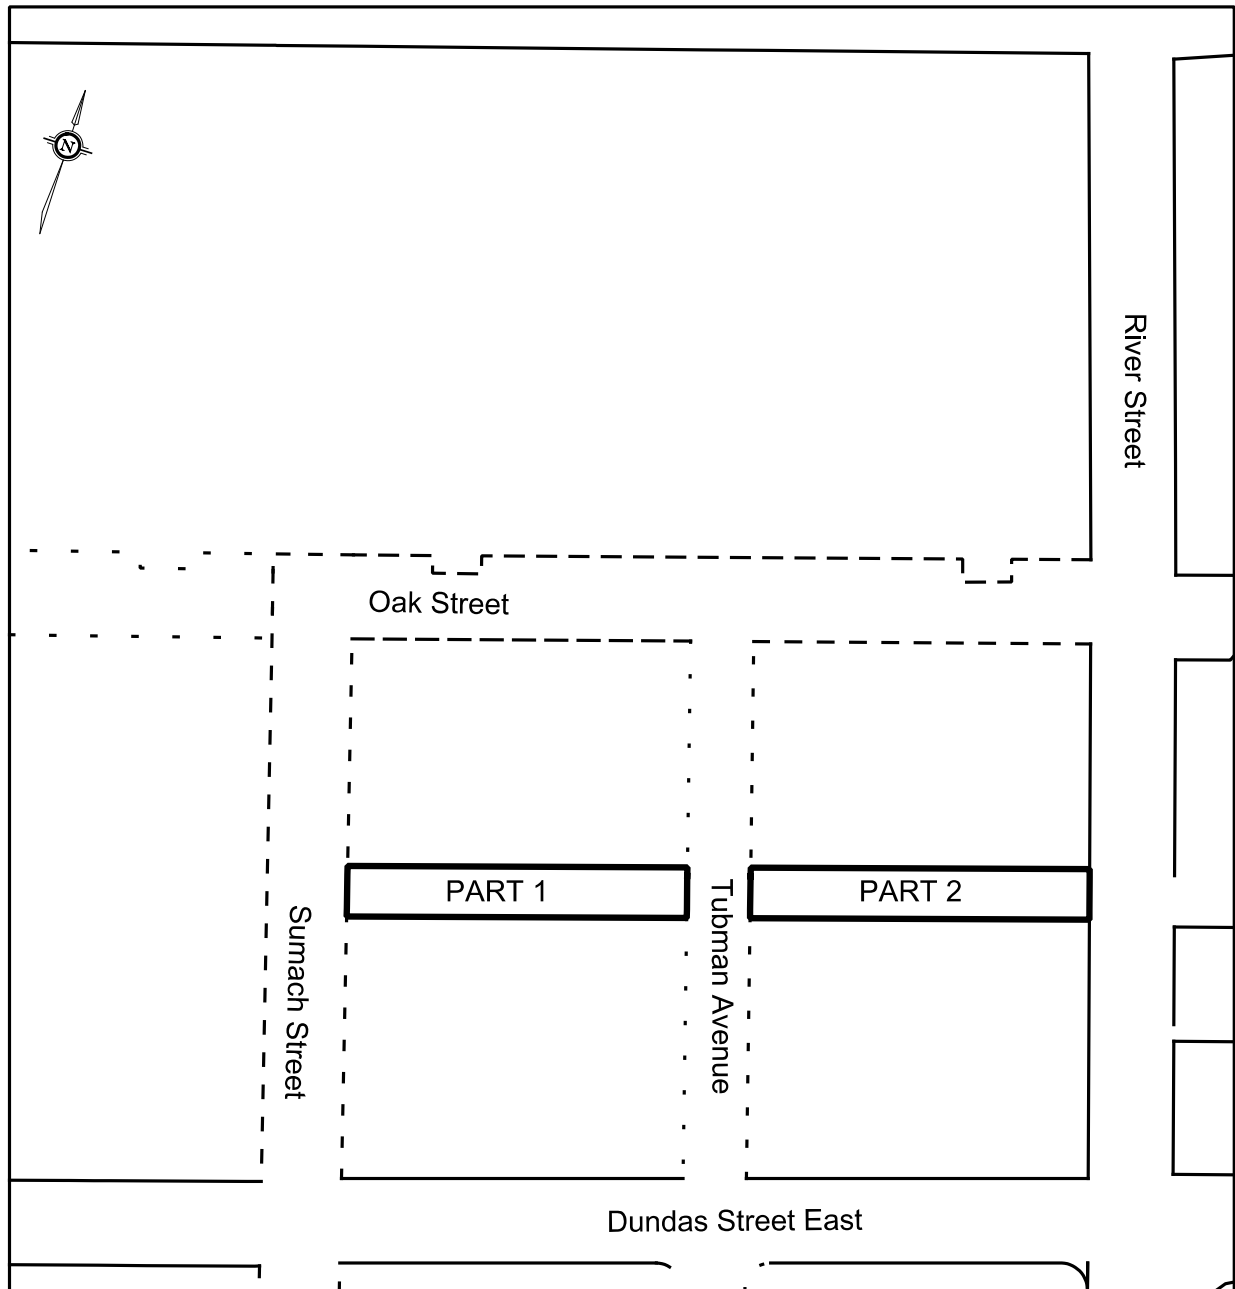 N
River Street
Oak Street
PART 1
PART 2
Sumach Street
Tubman Avenue
Dundas Street East